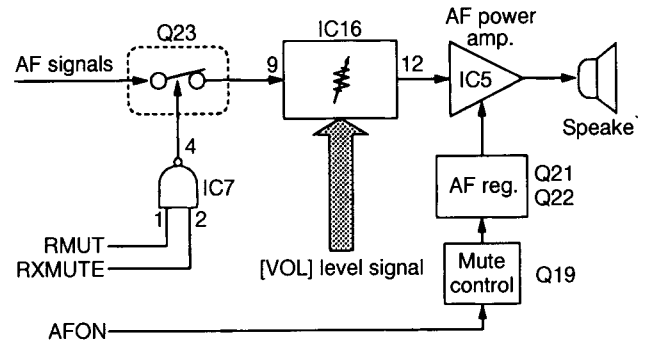 AF power
amp.
Q23
IC16
AF signals
9
12
IC5
Speake
4
IC7
1
2
AF reg.
Q21
Q22
RMUT
RXMUTE
[VOL] level signal
Mute
control
Q19
AFON